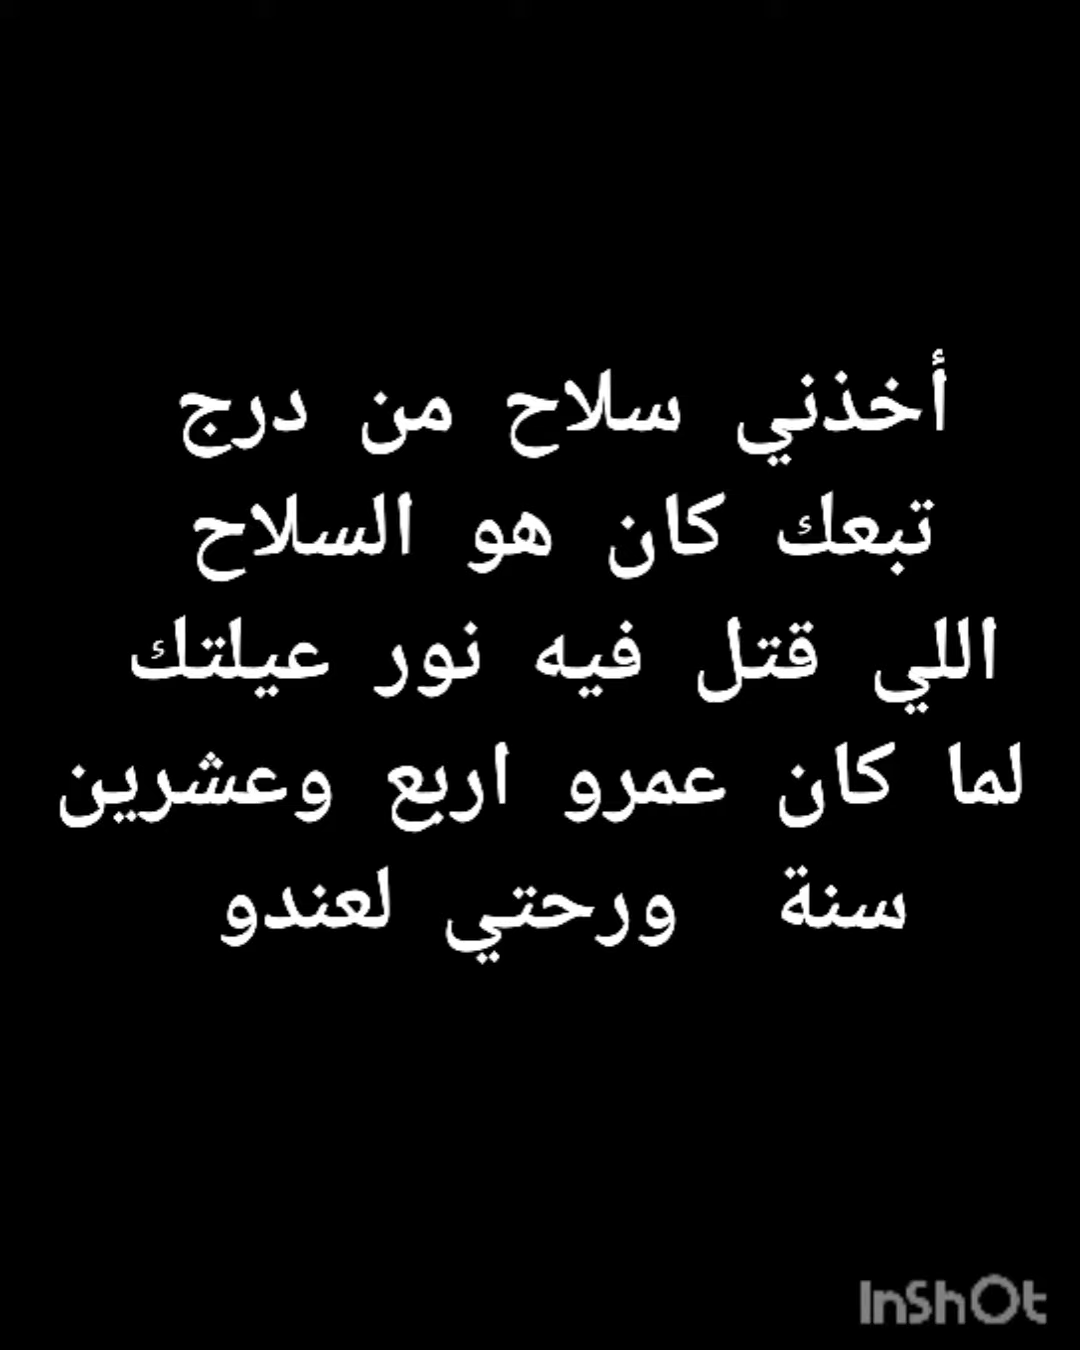 أخذني سلاح من درج
تبعك كان هو السلاح
اللي قتل فيه نور عيلتك
لما كان عمرو اربع وعشرين
سنة ورحتي لعندو
InShOt